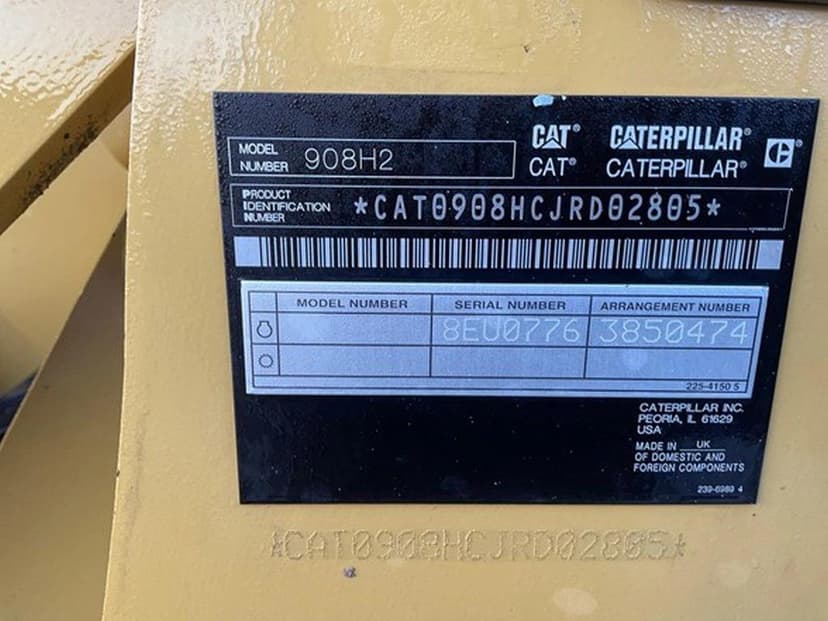 CAT® CATERPILLAR®
CAT® CATERPILLAR®
MODEL NUMBER 908H2
PRODUCT IDENTIFICATION NUMBER *CAT0908HCJRD02805*
MODEL NUMBER SERIAL NUMBER ARRANGEMENT NUMBER
8EU0776 3850474
225-4150 5
CATERPILLAR INC.
PEORIA, IL 61629
USA
MADE IN UK
OF DOMESTIC AND
FOREIGN COMPONENTS
239-6989 4
*CAT0908HCJRD02805*